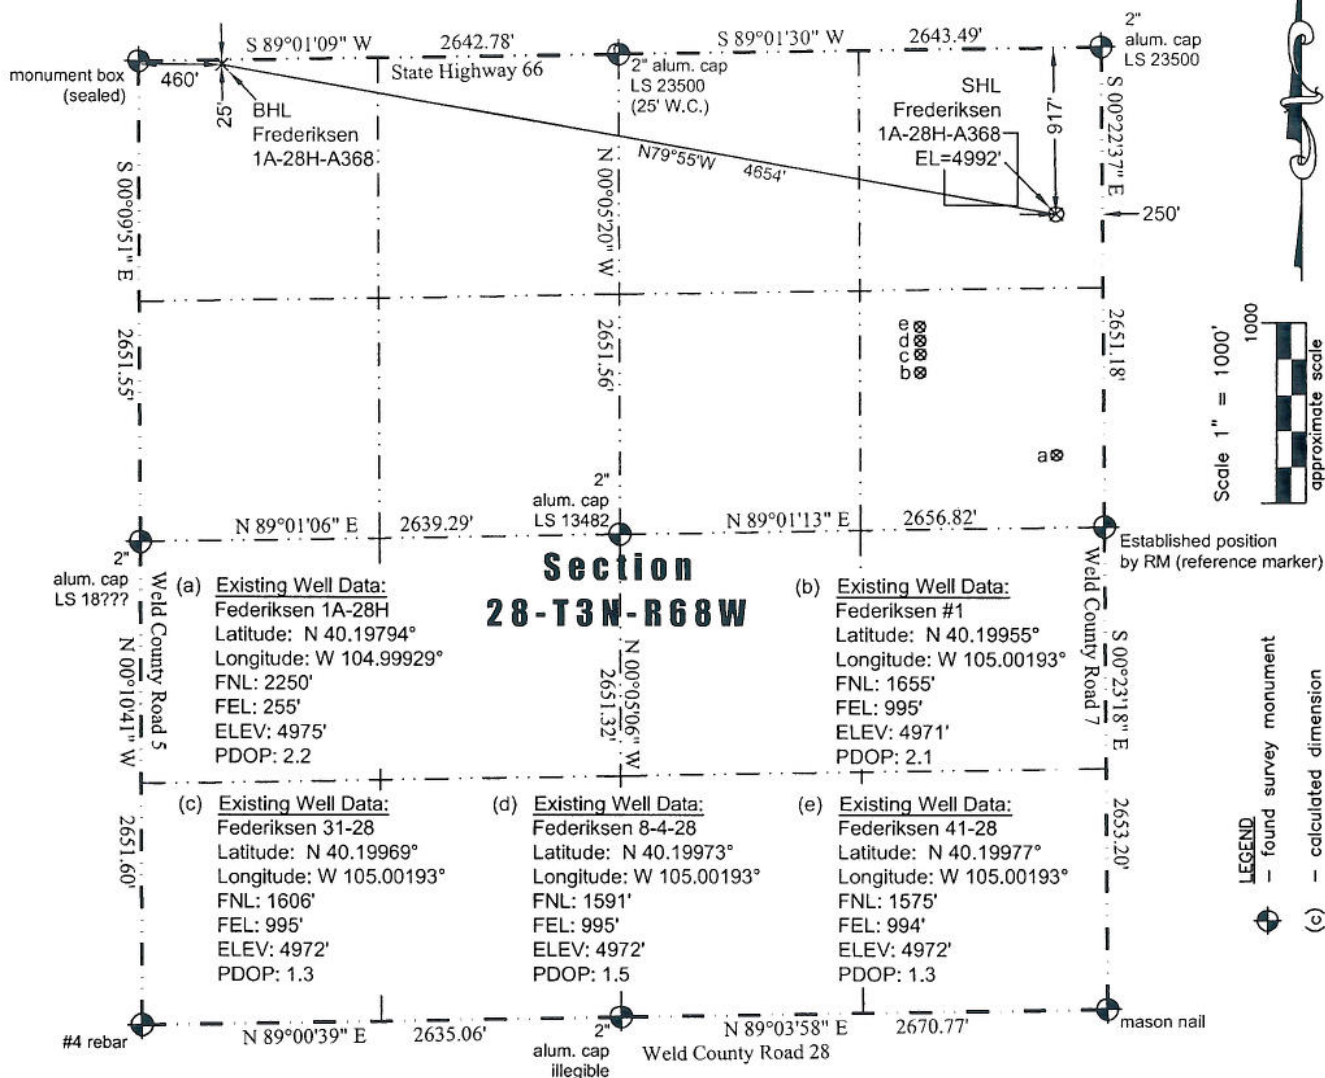 S 89°01'09" W
2642.78'
S 89°01'30" W
2643.49'
2"
alum. cap
LS 23500
monument box
(sealed)
460'
25'
State Highway 66
2" alum. cap
LS 23500
(25' W.C.)
BHL
Frederiksen
1A-28H-A368
SHL
Frederiksen
1A-28H-A368
EL=4992'
917'
250'
N79°55'W
4654'
S 00°09'51" E
2651.55'
N 00°05'20" W
2651.56'
S 00°22'37" E
2651.18'
e
d
c
b
a
Scale 1" = 1000'
1000
approximate scale
N 89°01'06" E
2639.29'
2"
alum. cap
LS 13482
N 89°01'13" E
2656.82'
2"
alum. cap
LS 18???
Established position
by RM (reference marker)
Section
28-T3N-R68W
Weld County Road 5
N 00°10'41" W
2651.60'
N 00°05'06" W
2651.32'
Weld County Road 7
S 00°23'18" E
2653.20'
(a) Existing Well Data:
Federiksen 1A-28H
Latitude: N 40.19794°
Longitude: W 104.99929°
FNL: 2250'
FEL: 255'
ELEV: 4975'
PDOP: 2.2
(b) Existing Well Data:
Federiksen #1
Latitude: N 40.19955°
Longitude: W 105.00193°
FNL: 1655'
FEL: 995'
ELEV: 4971'
PDOP: 2.1
(c) Existing Well Data:
Federiksen 31-28
Latitude: N 40.19969°
Longitude: W 105.00193°
FNL: 1606'
FEL: 995'
ELEV: 4972'
PDOP: 1.3
(d) Existing Well Data:
Federiksen 8-4-28
Latitude: N 40.19973°
Longitude: W 105.00193°
FNL: 1591'
FEL: 995'
ELEV: 4972'
PDOP: 1.5
(e) Existing Well Data:
Federiksen 41-28
Latitude: N 40.19977°
Longitude: W 105.00193°
FNL: 1575'
FEL: 994'
ELEV: 4972'
PDOP: 1.3
LEGEND
- found survey monument
(c) - calculated dimension
#4 rebar
N 89°00'39" E
2635.06'
2"
alum. cap
illegible
N 89°03'58" E
2670.77'
Weld County Road 28
mason nail